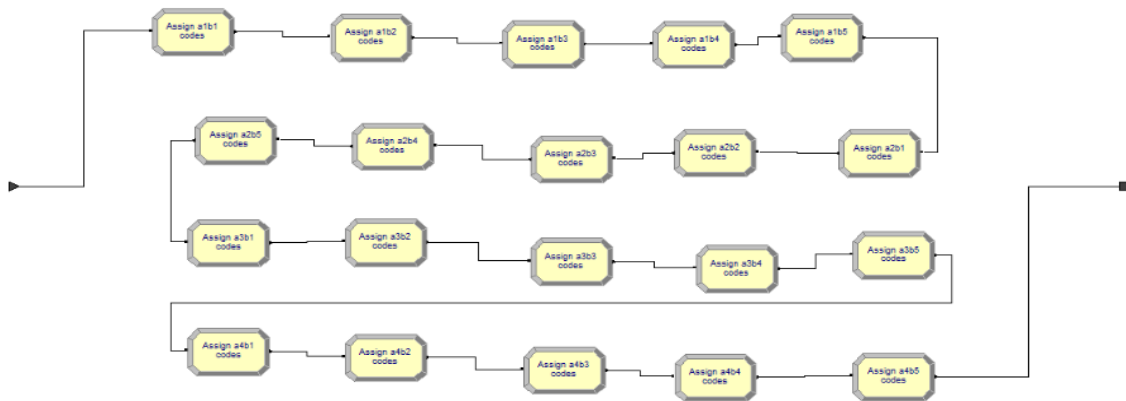 Assign a1b1
codes
Assign a1b2
codes
Assign a1b3
codes
Assign a1b4
codes
Assign a1b5
codes
Assign a2b5
codes
Assign a2b4
codes
Assign a2b3
codes
Assign a2b2
codes
Assign a2b1
codes
Assign a3b1
codes
Assign a3b2
codes
Assign a3b3
codes
Assign a3b4
codes
Assign a3b5
codes
Assign a4b1
codes
Assign a4b2
codes
Assign a4b3
codes
Assign a4b4
codes
Assign a4b5
codes